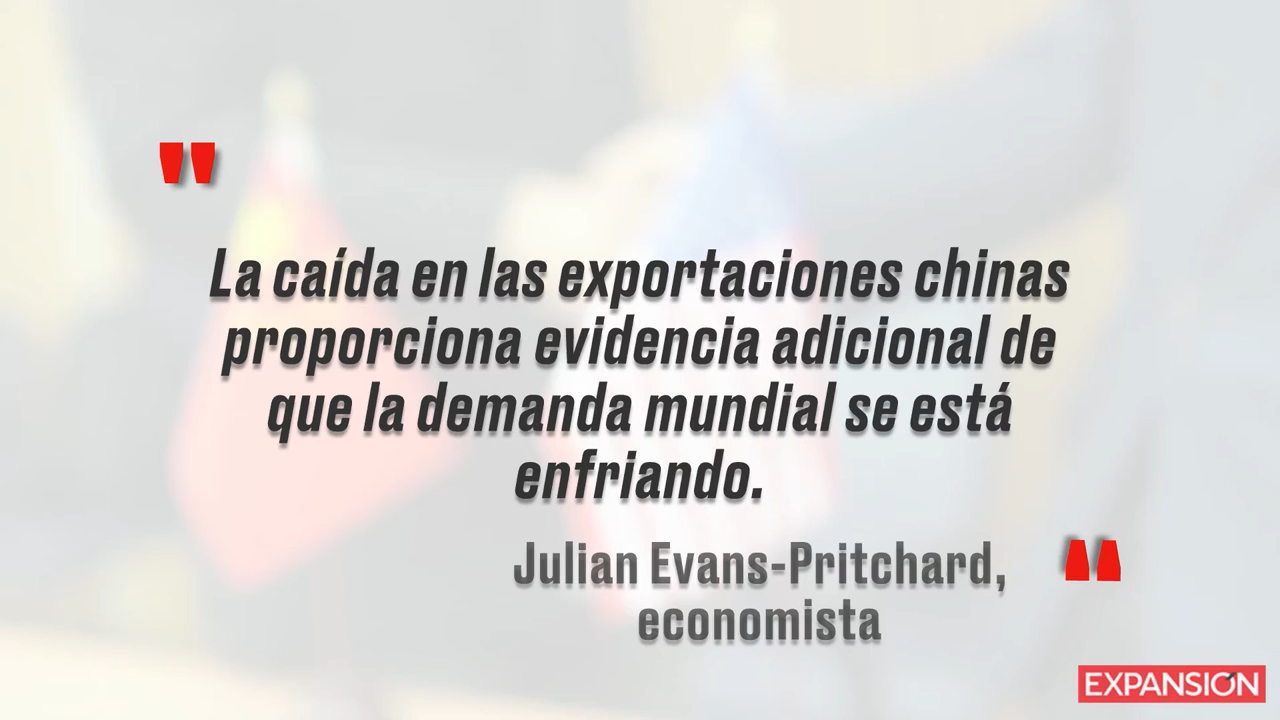 "
La caída en las exportaciones chinas
proporciona evidencia adicional de
que la demanda mundial se está
enfriando.
Julian Evans-Pritchard,
economista
"
EXPANSIÓN